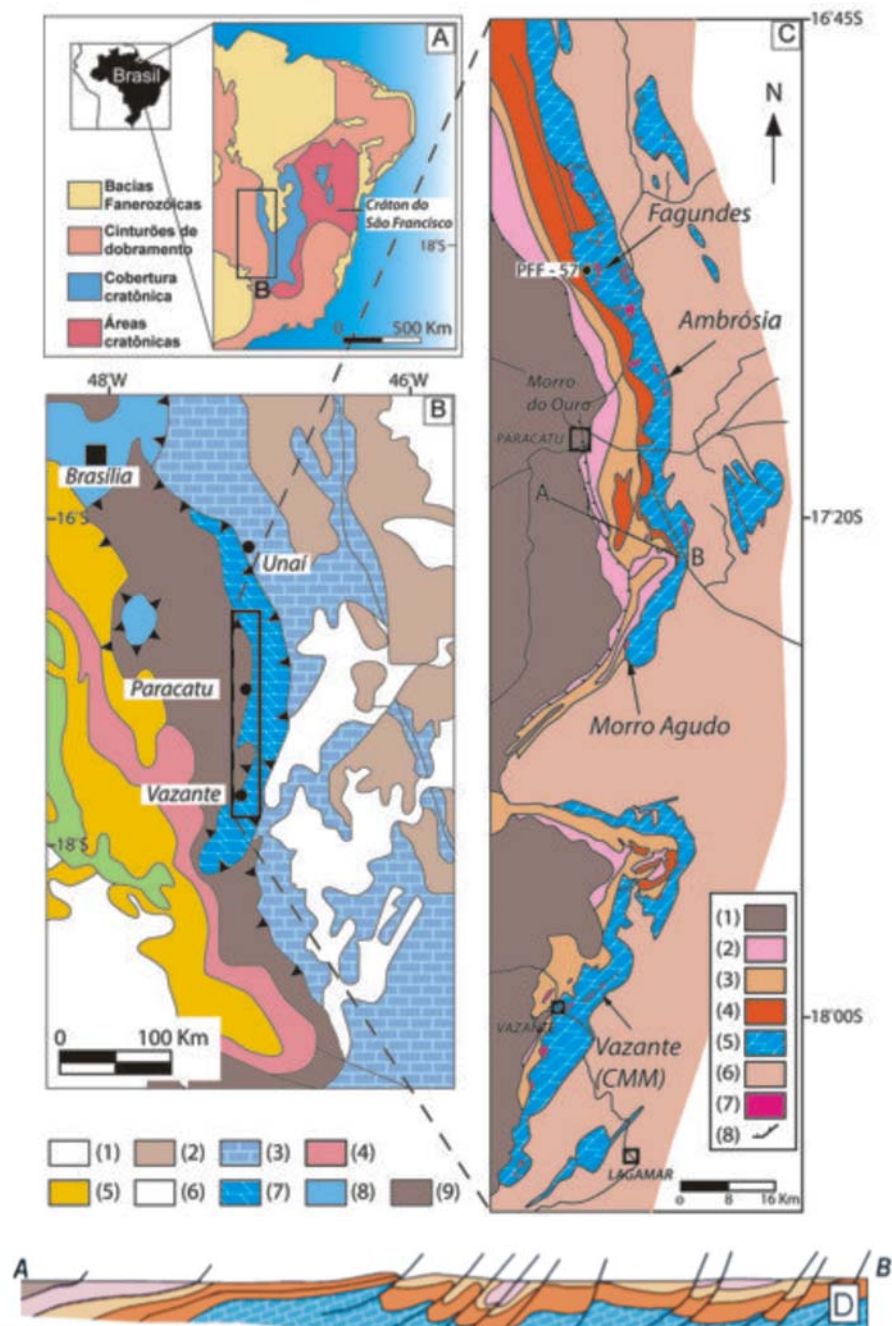 A
Brasil
Bacias
Fanerozóicas
Cinturões de
dobramento
Cobertura
cratônica
Áreas
cratônicas
Cráton do
São Francisco
18°S
B
0 500 Km
48°W
46°W
B
Brasília
16°S
Unaí
Paracatu
Vazante
18°S
0 100 Km
(1) (2) (3) (4)
(5) (6) (7) (8) (9)
16°45S
C
N
Fagundes
PFF - 57
Ambrósia
Morro
do Ouro
PARACATU
A
17°20S
B
Morro Agudo
(1)
(2)
(3)
(4)
(5)
(6)
(7)
(8)
18°00S
VAZANTE
Vazante
(CMM)
LAGAMAR
0 8 16 Km
A B
D